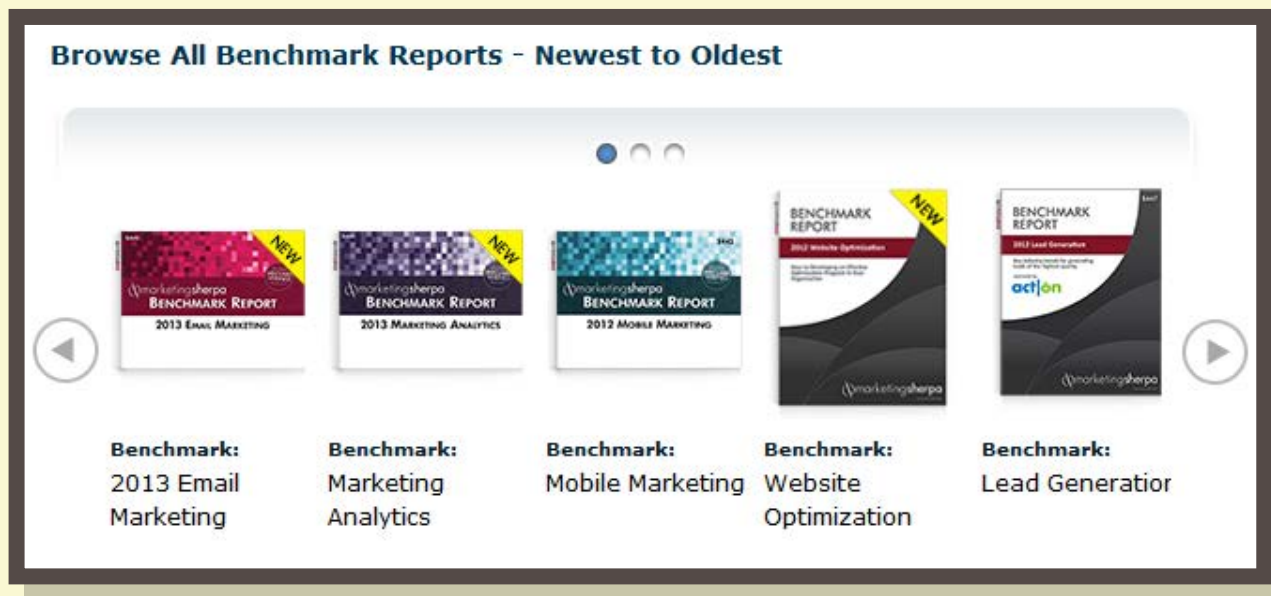 Browse All Benchmark Reports - Newest to Oldest
NEW
marketingsherpa
BENCHMARK REPORT
2013 EMAIL MARKETING
NEW
marketingsherpa
BENCHMARK REPORT
2013 MARKETING ANALYTICS
marketingsherpa
BENCHMARK REPORT
2012 MOBILE MARKETING
NEW
BENCHMARK
REPORT
2012 Website Optimization
marketingsherpa
BENCHMARK
REPORT
2012 Lead Generation
act|on
marketingsherpa
Benchmark:
2013 Email
Marketing
Benchmark:
Marketing
Analytics
Benchmark:
Mobile Marketing
Benchmark:
Website
Optimization
Benchmark:
Lead Generation